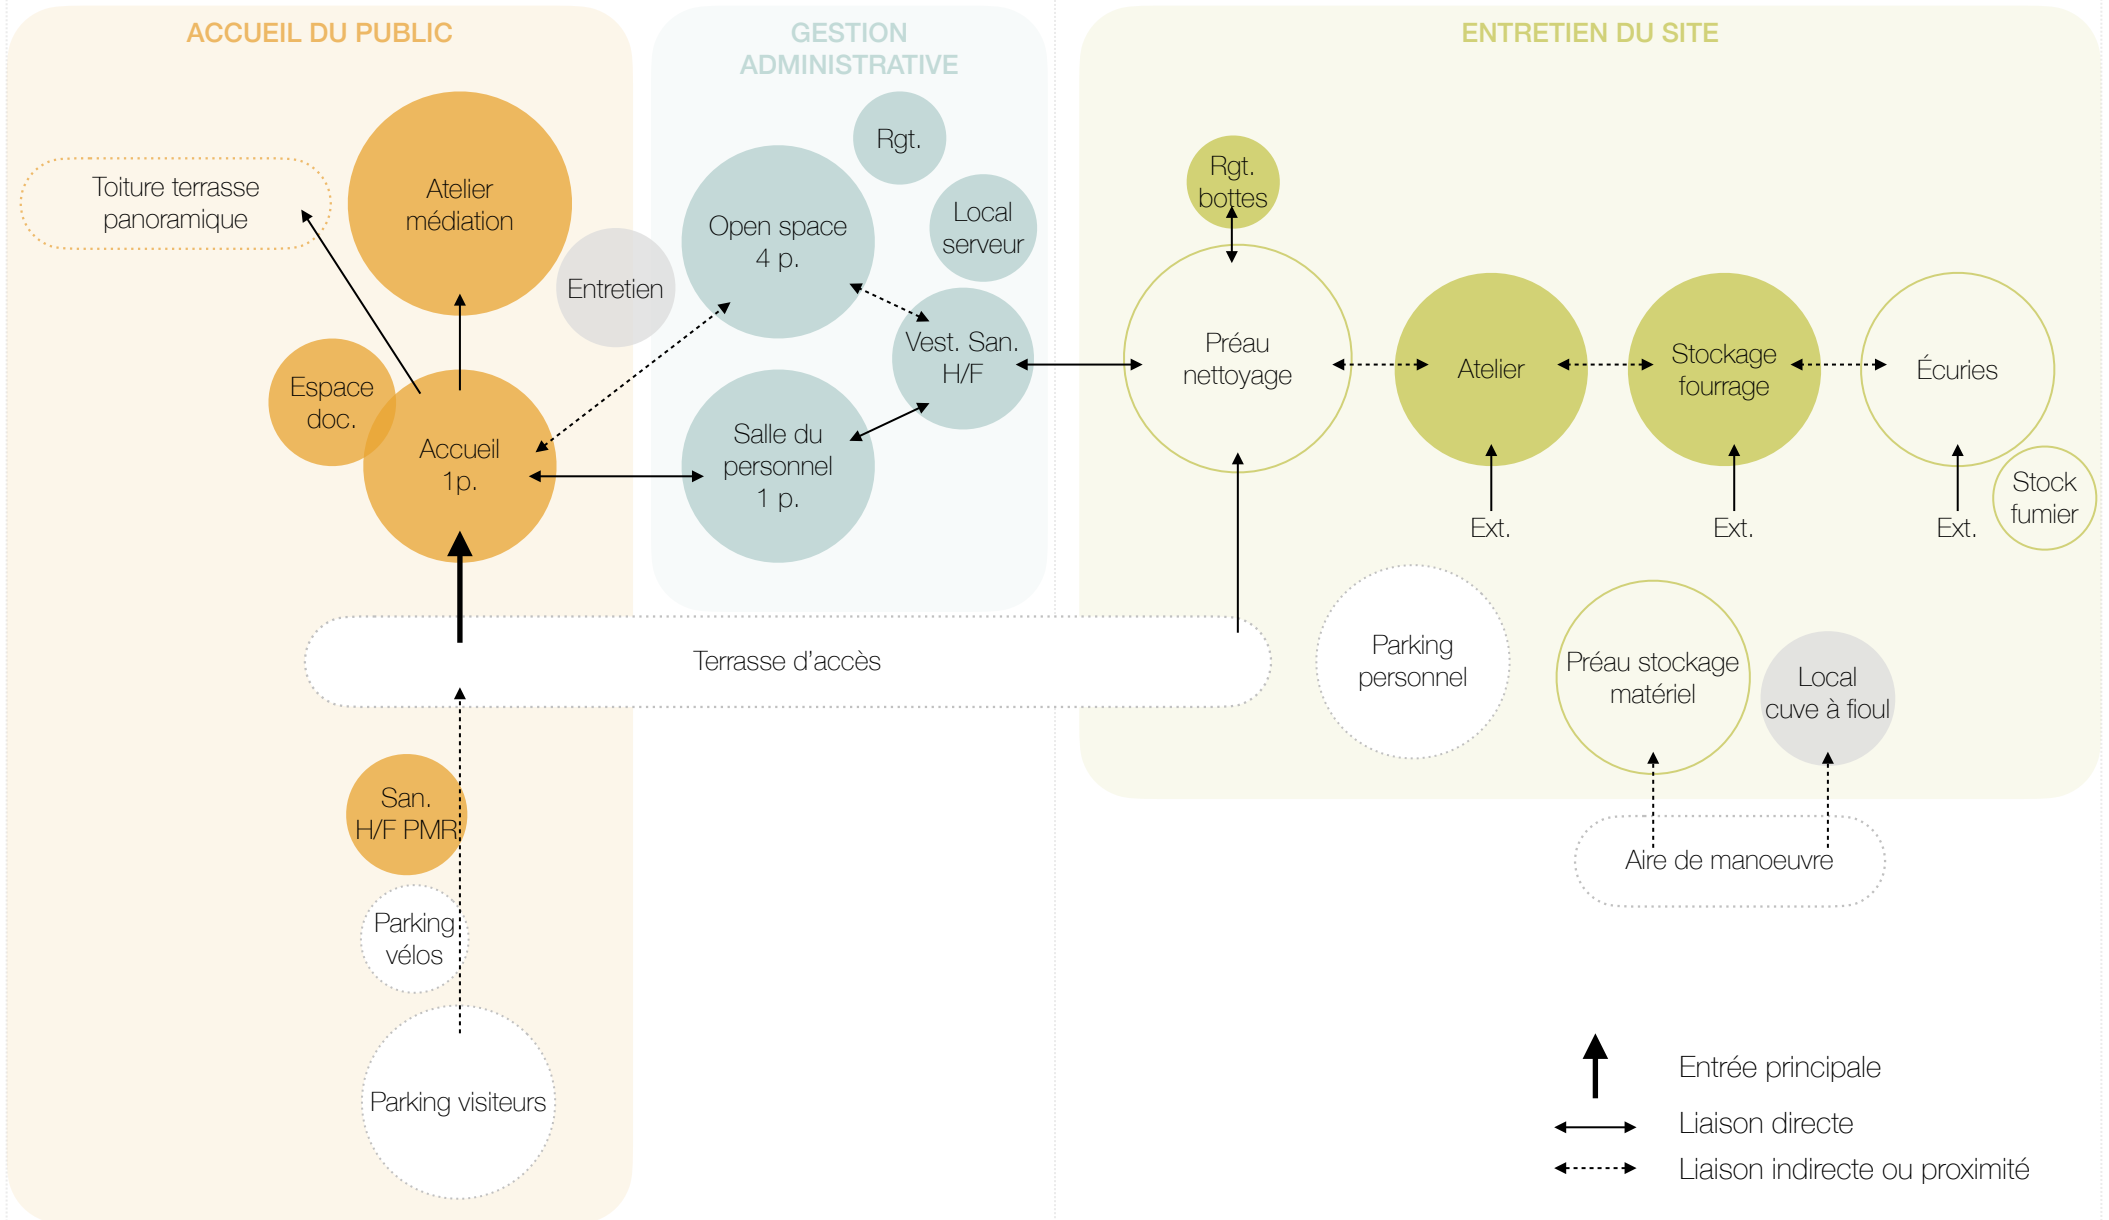 ACCUEIL DU PUBLIC
Toiture terrasse
panoramique
Atelier
médiation
Entretien
Espace
doc.
Accueil
1p.
GESTION
ADMINISTRATIVE
Rgt.
Open space
4 p.
Local
serveur
Vest. San.
H/F
Salle du
personnel
1 p.
ENTRETIEN DU SITE
Rgt.
bottes
Préau
nettoyage
Atelier
Stockage
fourrage
Écuries
Ext.
Ext.
Ext.
Stock
fumier
Terrasse d'accès
Parking
personnel
Préau stockage
matériel
Local
cuve à fioul
Aire de manoeuvre
San.
H/F PMR
Parking
vélos
Parking visiteurs
Entrée principale
Liaison directe
Liaison indirecte ou proximité